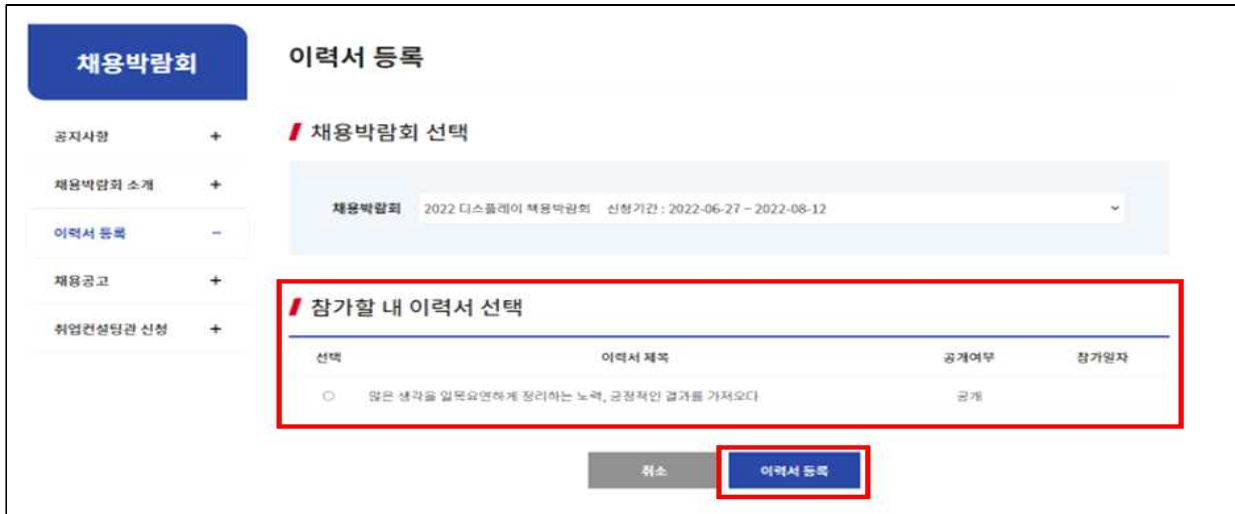 채용박람회
공지사항 +
채용박람회 소개 +
이력서 등록 −
채용공고 +
취업컨설팅관 신청 +
이력서 등록
채용박람회 선택
채용박람회 2022 디스플레이 채용박람회 신청기간 : 2022-06-27 ~ 2022-08-12
참가할 내 이력서 선택
선택 이력서 제목 공개여부 참가일자
많은 생각을 일목요연하게 정리하는 노력, 긍정적인 결과를 가져오다 공개
취소 이력서 등록